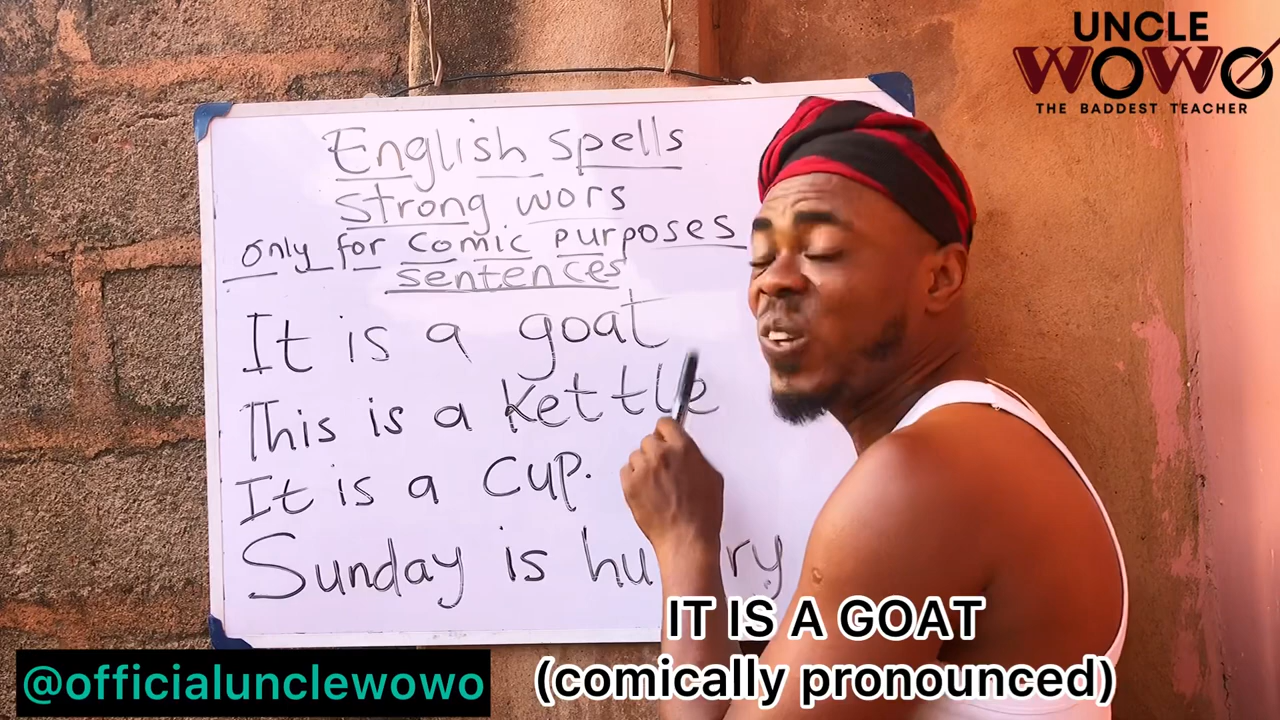 UNCLE
WOWO
THE BADDEST TEACHER
English spells
strong wors
only for comic purposes
sentences
It is a goat
This is a Kettle
It is a cup.
Sunday is
IT IS A GOAT
(comically pronounced)
@officialunclewowo